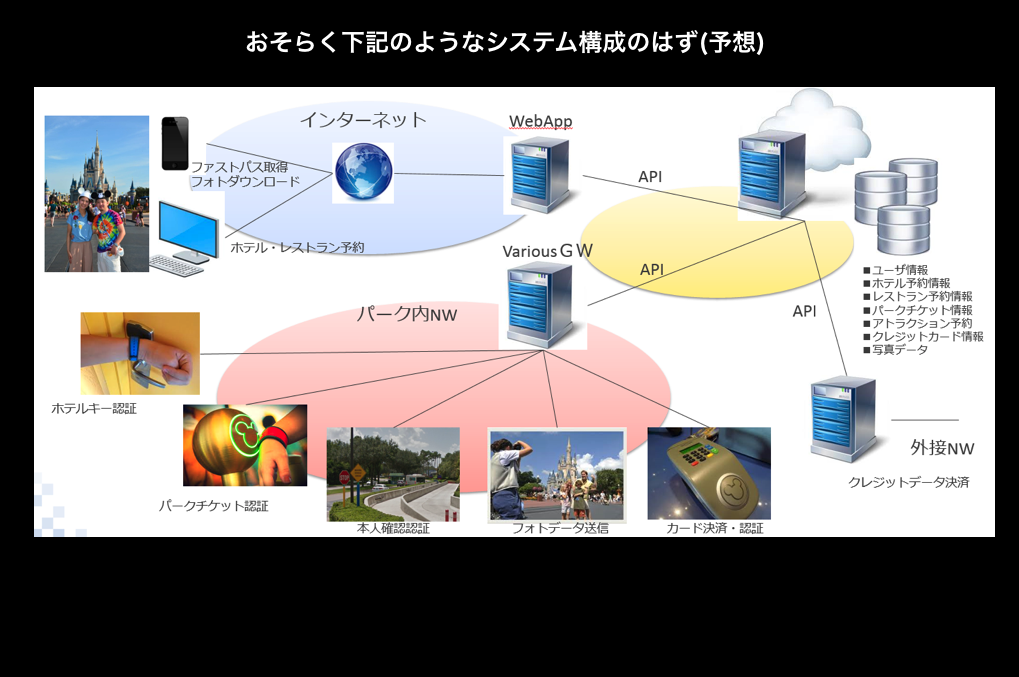 おそらく下記のようなシステム構成のはず(予想)
インターネット
WebApp
ファストパス取得
フォトダウンロード
API
ホテル・レストラン予約
Various G W
API
■ユーザ情報
■ホテル予約情報
■レストラン予約情報
■パークチケット情報
■アトラクション予約
■クレジットカード情報
■写真データ
API
パーク内NW
ホテルキー認証
外接NW
クレジットデータ決済
パークチケット認証
本人確認認証
フォトデータ送信
カード決済・認証